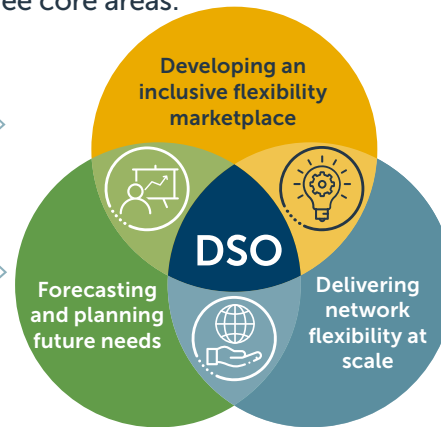 ee core areas:
Developing an
inclusive flexibility
marketplace
DSO
Forecasting
and planning
future needs
Delivering
network
flexibility at
scale